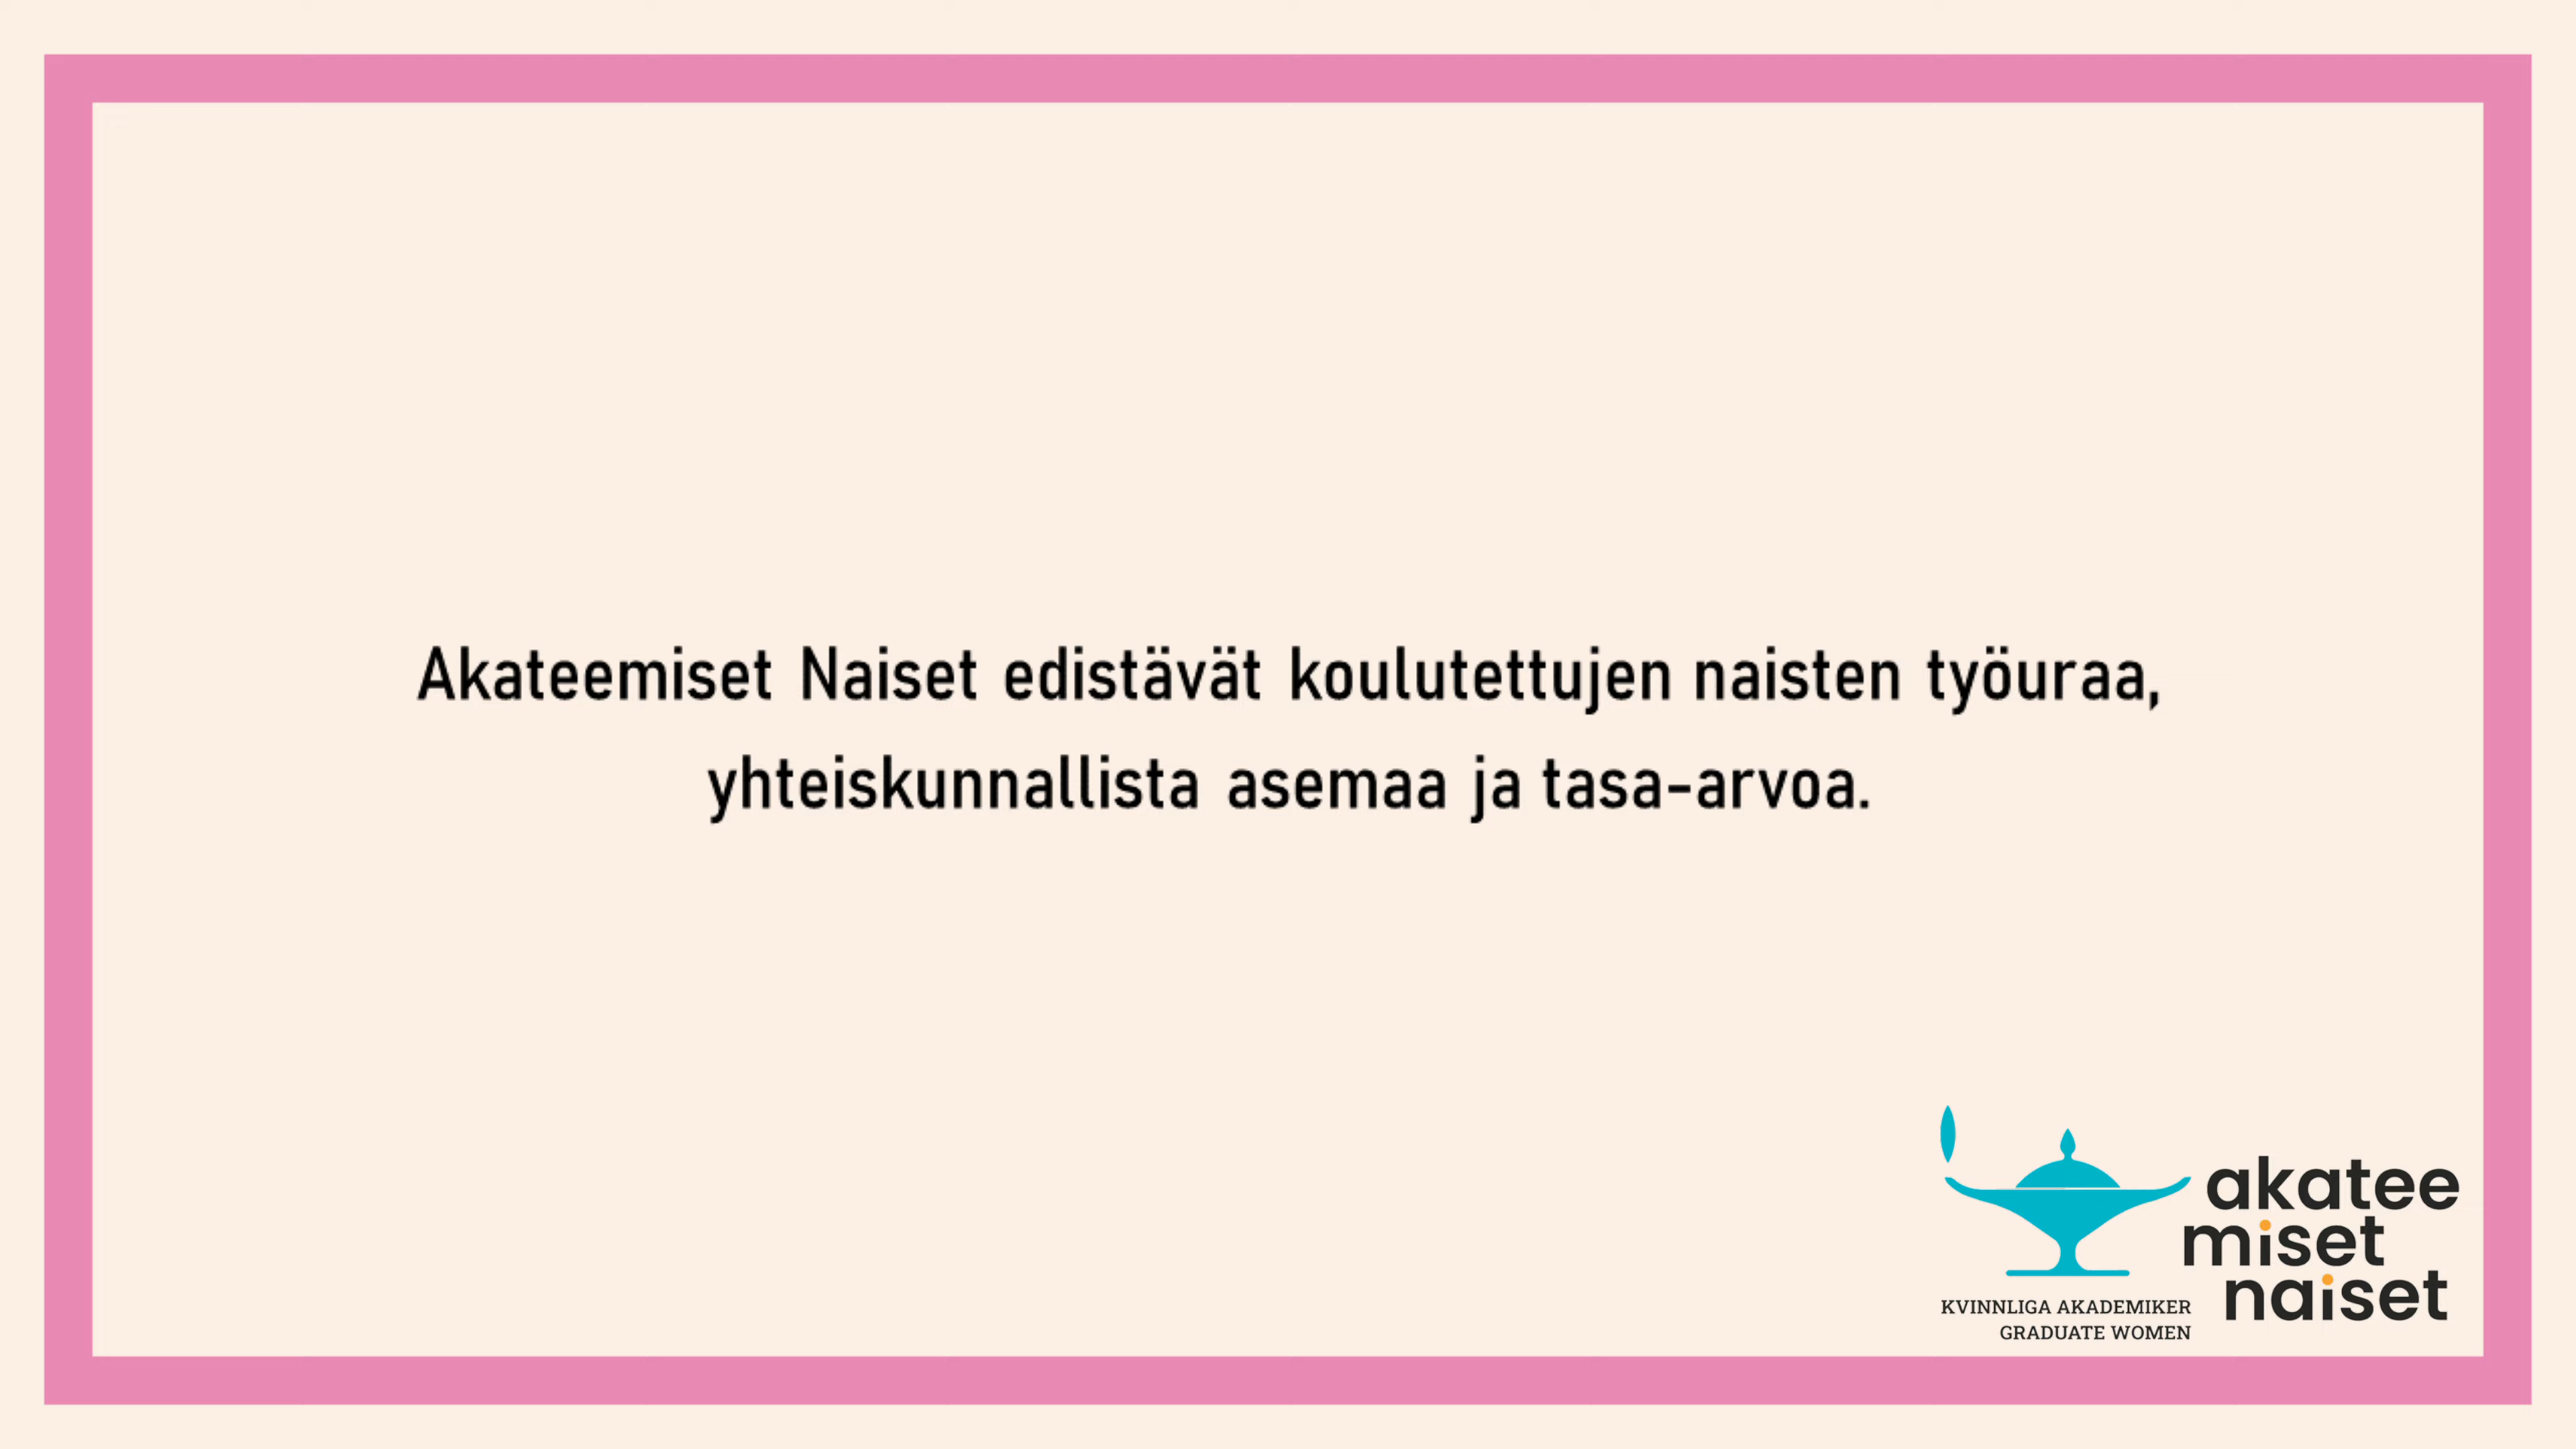 Akateemiset Naiset edistävät koulutettujen naisten työuraa,
yhteiskunnallista asemaa ja tasa-arvoa.
akatee
miset
naiset
KVINNLIGA AKADEMIKER
GRADUATE WOMEN